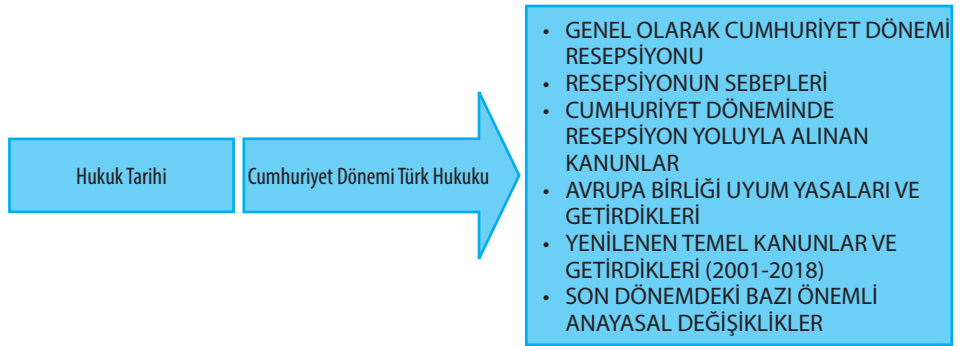 Hukuk Tarihi
Cumhuriyet Dönemi Türk Hukuku
• GENEL OLARAK CUMHURİYET DÖNEMİ
RESEPSİYONU
• RESEPSİYONUN SEBEPLERİ
• CUMHURİYET DÖNEMİNDE
RESEPSİYON YOLUYLA ALINAN
KANUNLAR
• AVRUPA BİRLİĞİ UYUM YASALARI VE
GETİRDİKLERİ
• YENİLENEN TEMEL KANUNLAR VE
GETİRDİKLERİ (2001-2018)
• SON DÖNEMDEKİ BAZI ÖNEMLİ
ANAYASAL DEĞİŞİKLİKLER